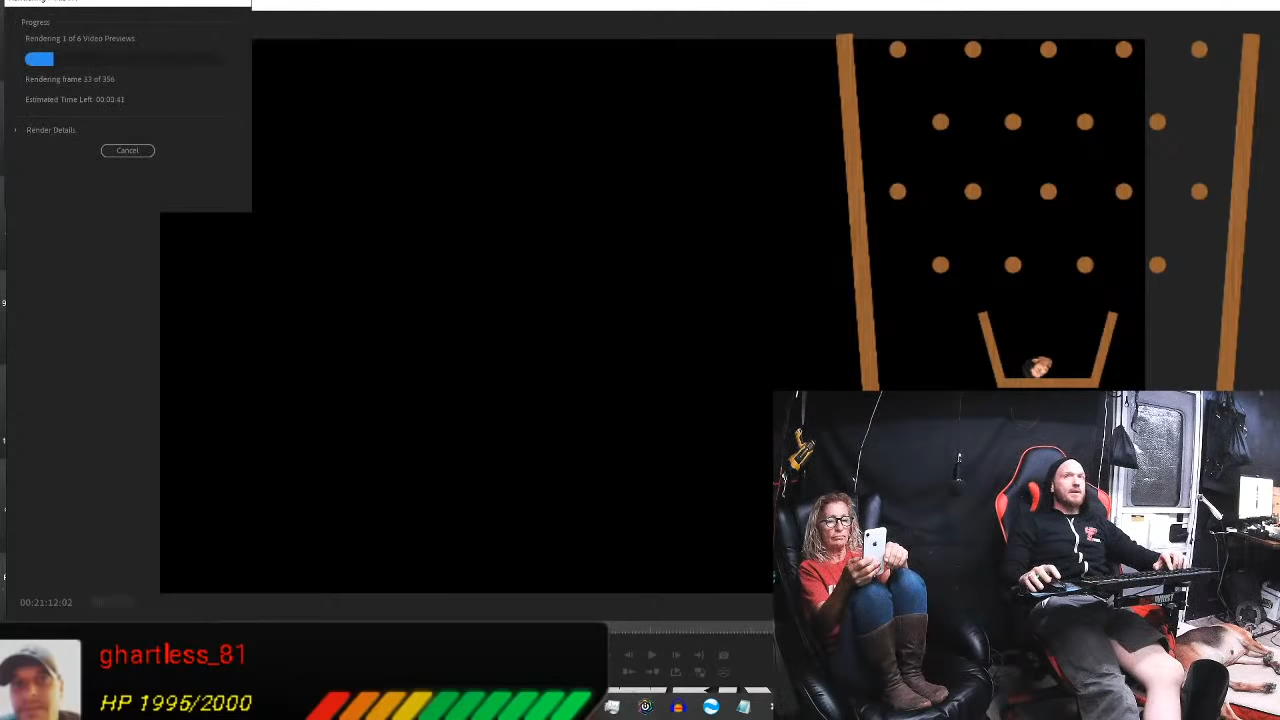 Progress
Rendering 1 of 6 Video Previews
Rendering frame 33 of 356
Estimated Time Left: 00:03:41
Render Details
Cancel
00:21:12:02
ghartless_81
HP 1995/2000